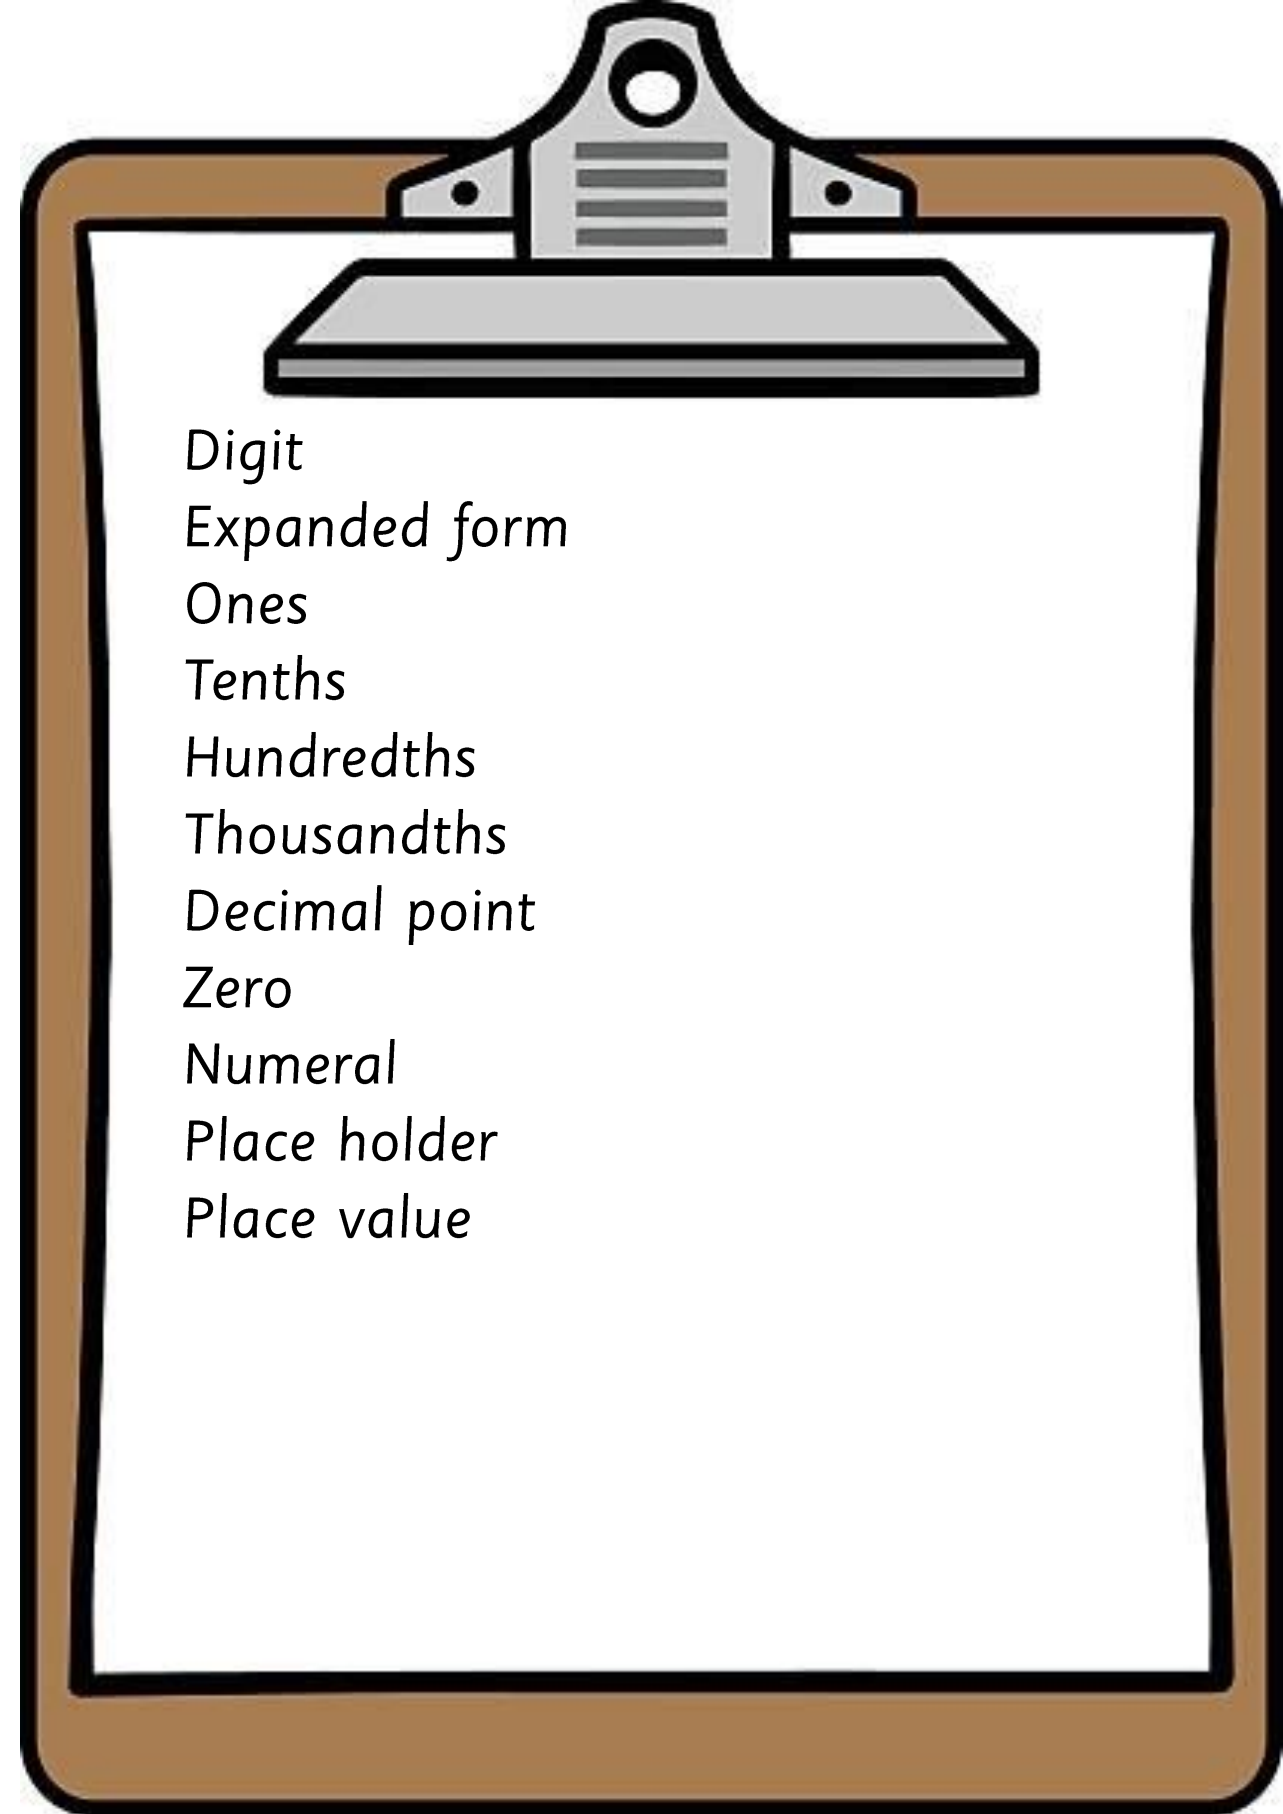 Digit
Expanded form
Ones
Tenths
Hundredths
Thousandths
Decimal point
Zero
Numeral
Place holder
Place value